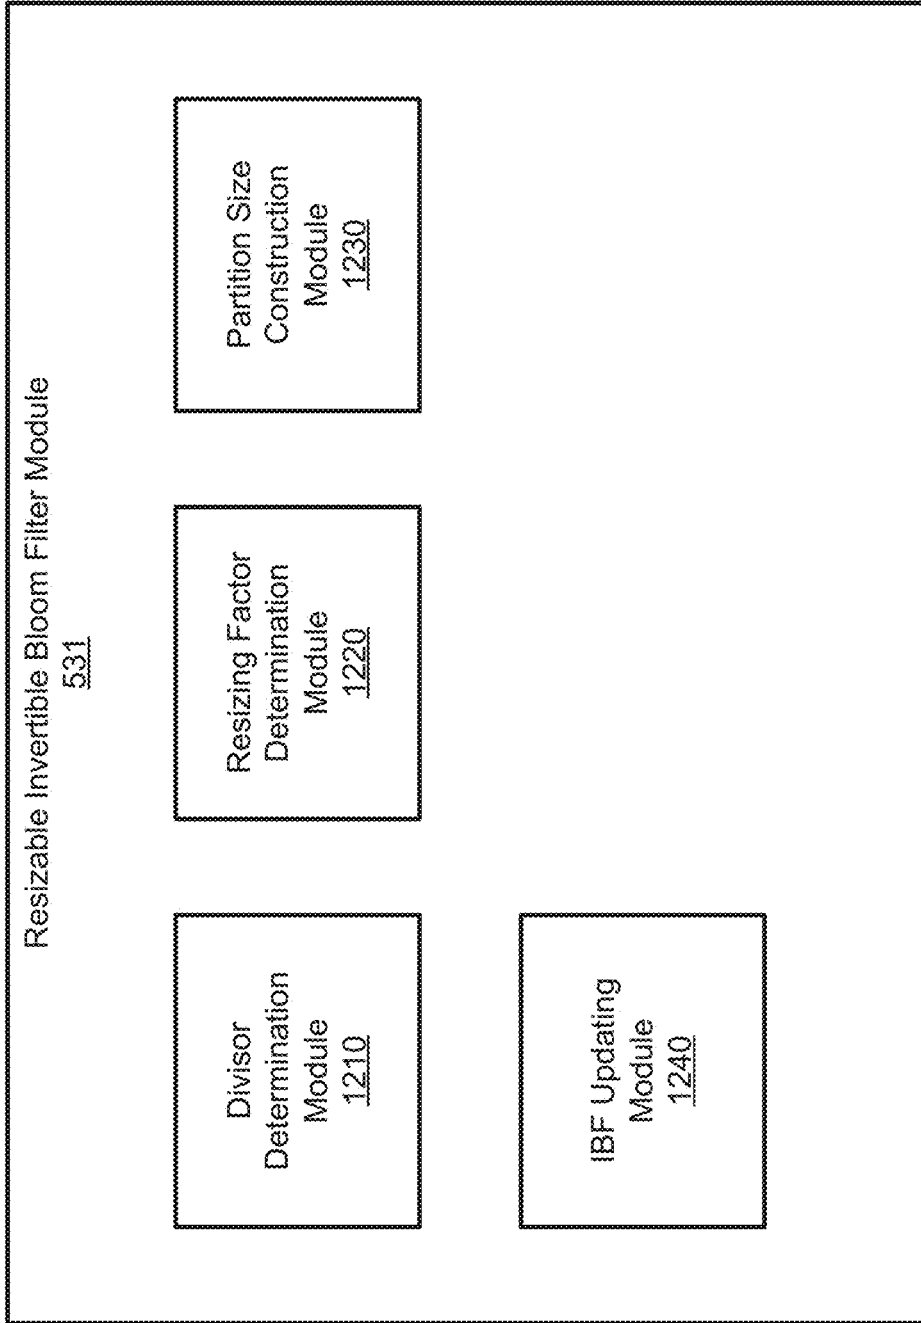 Resizable Invertible Bloom Filter Module
531
Divisor
Determination
Module
1210
Resizing Factor
Determination
Module
1220
Partition Size
Construction
Module
1230
IBF Updating
Module
1240